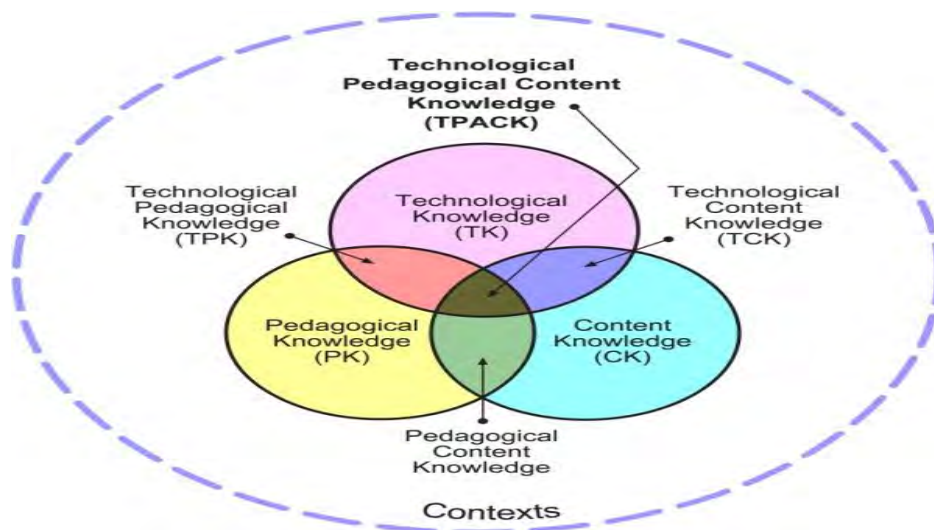 Technological
Pedagogical Content
Knowledge
(TPACK)
Technological
Pedagogical
Knowledge
(TPK)
Technological
Knowledge
(TK)
Technological
Content
Knowledge
(TCK)
Pedagogical
Knowledge
(PK)
Content
Knowledge
(CK)
Pedagogical
Content
Knowledge
Contexts